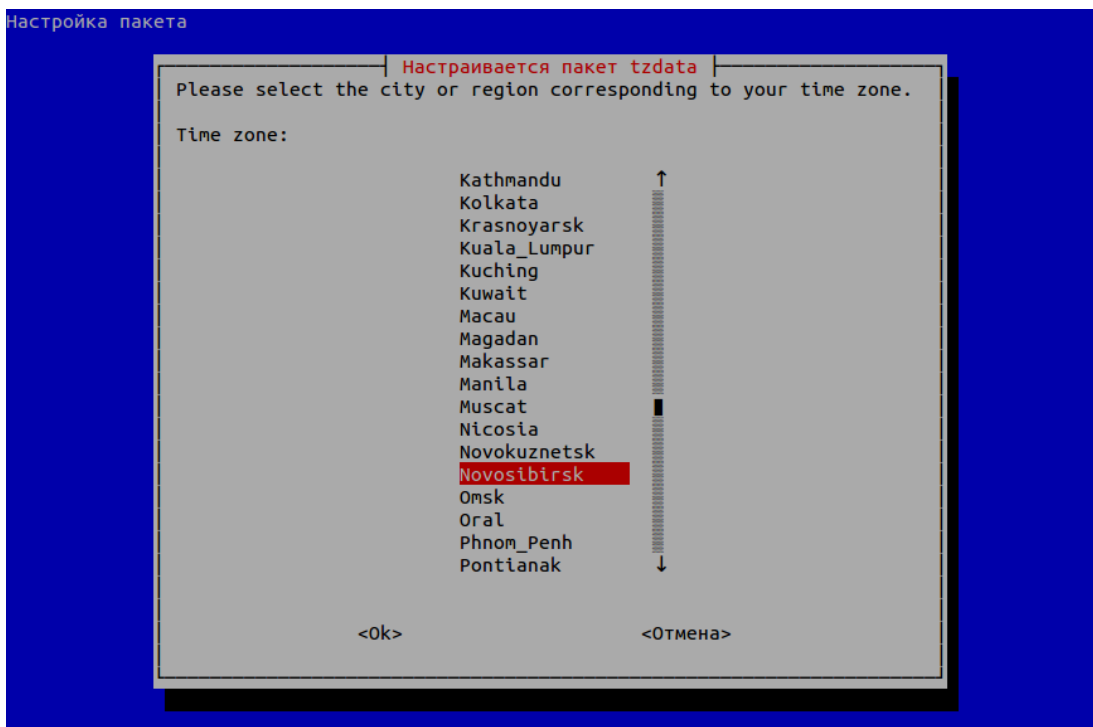 Настройка пакета
Настраивается пакет tzdata
Please select the city or region corresponding to your time zone.
Time zone:
Kathmandu
Kolkata
Krasnoyarsk
Kuala_Lumpur
Kuching
Kuwait
Macau
Magadan
Makassar
Manila
Muscat
Nicosia
Novokuznetsk
Novosibirsk
Omsk
Oral
Phnom_Penh
Pontianak
<Ok> <Отмена>